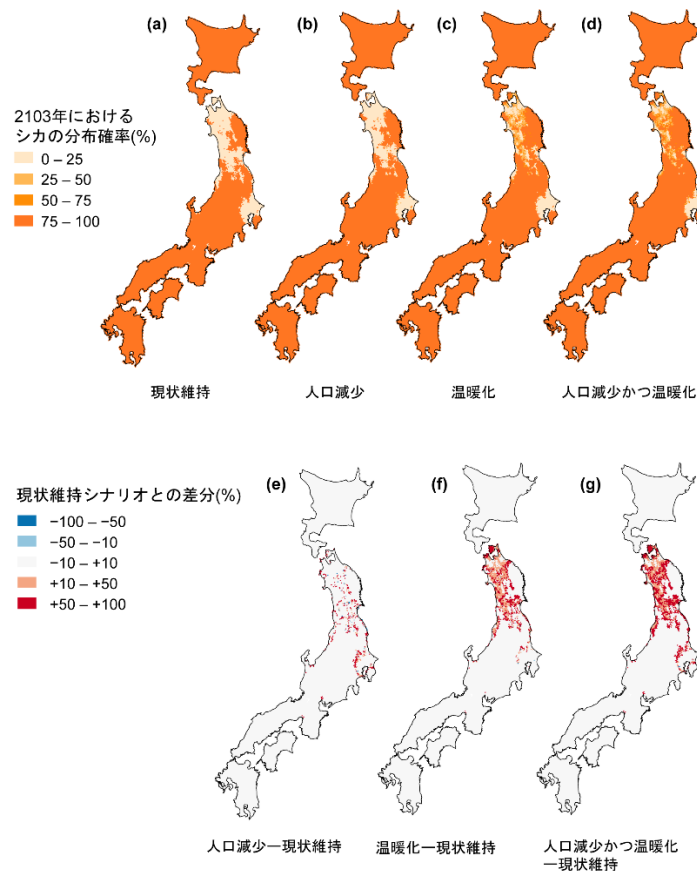 (a)
(b)
(c)
(d)
2103年における
シカの分布確率(%)
0 – 25
25 – 50
50 – 75
75 – 100
現状維持
人口減少
温暖化
人口減少かつ温暖化
現状維持シナリオとの差分(%)
(e)
(f)
(g)
−100 – −50
−50 – −10
−10 – +10
+10 – +50
+50 – +100
人口減少―現状維持
温暖化―現状維持
人口減少かつ温暖化
―現状維持